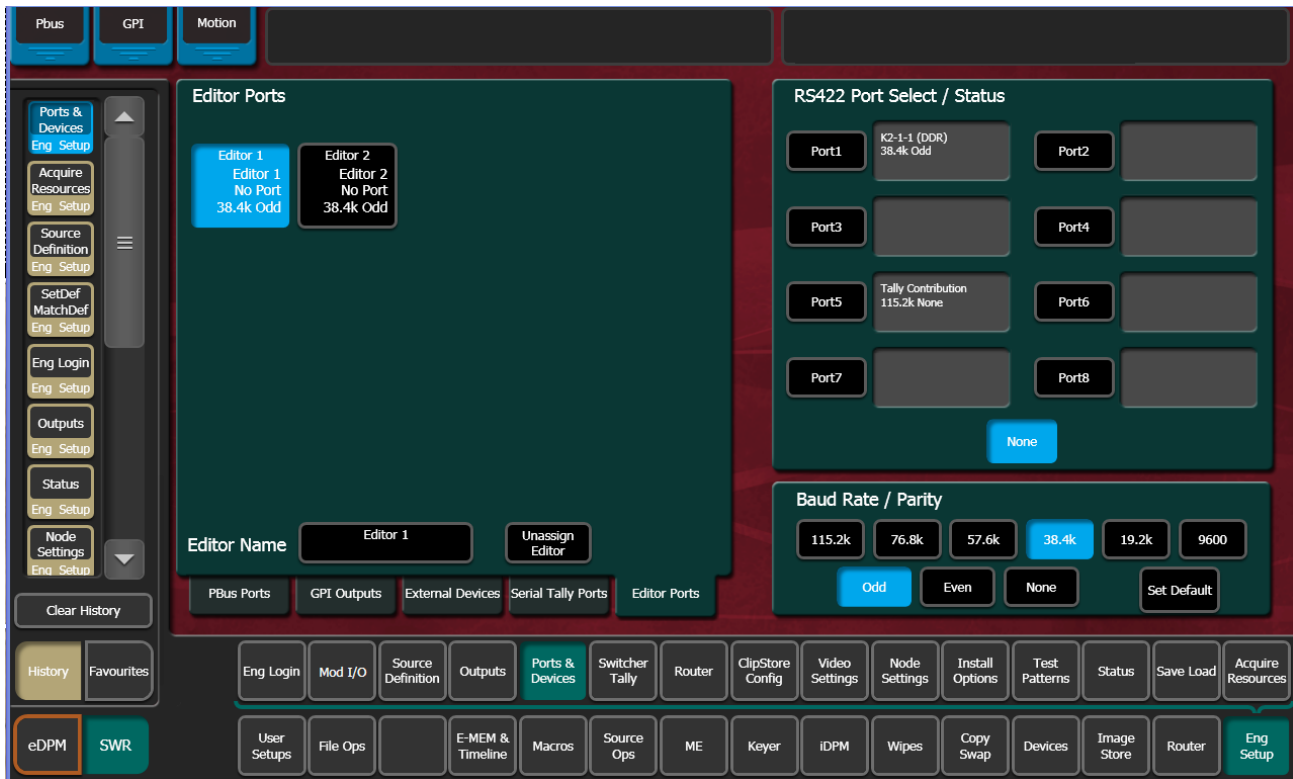 Pbus
GPI
Motion
Ports &
Devices
Eng Setup
Acquire
Resources
Eng Setup
Source
Definition
Eng Setup
SetDef
MatchDef
Eng Setup
Eng Login
Eng Setup
Outputs
Eng Setup
Status
Eng Setup
Node
Settings
Eng Setup
Clear History
History
Favourites
eDPM
SWR
Editor Ports
Editor 1
Editor 1
No Port
38.4k Odd
Editor 2
Editor 2
No Port
38.4k Odd
Editor Name
Editor 1
Unassign
Editor
PBus Ports
GPI Outputs
External Devices
Serial Tally Ports
Editor Ports
RS422 Port Select / Status
Port1
K2-1-1 (DDR)
38.4k Odd
Port2
Port3
Port4
Port5
Tally Contribution
115.2k None
Port6
Port7
Port8
None
Baud Rate / Parity
115.2k
76.8k
57.6k
38.4k
19.2k
9600
Odd
Even
None
Set Default
Eng Login
Mod I/O
Source
Definition
Outputs
Ports &
Devices
Switcher
Tally
Router
ClipStore
Config
Video
Settings
Node
Settings
Install
Options
Test
Patterns
Status
Save Load
Acquire
Resources
User
Setups
File Ops
E-MEM &
Timeline
Macros
Source
Ops
ME
Keyer
iDPM
Wipes
Copy
Swap
Devices
Image
Store
Router
Eng
Setup